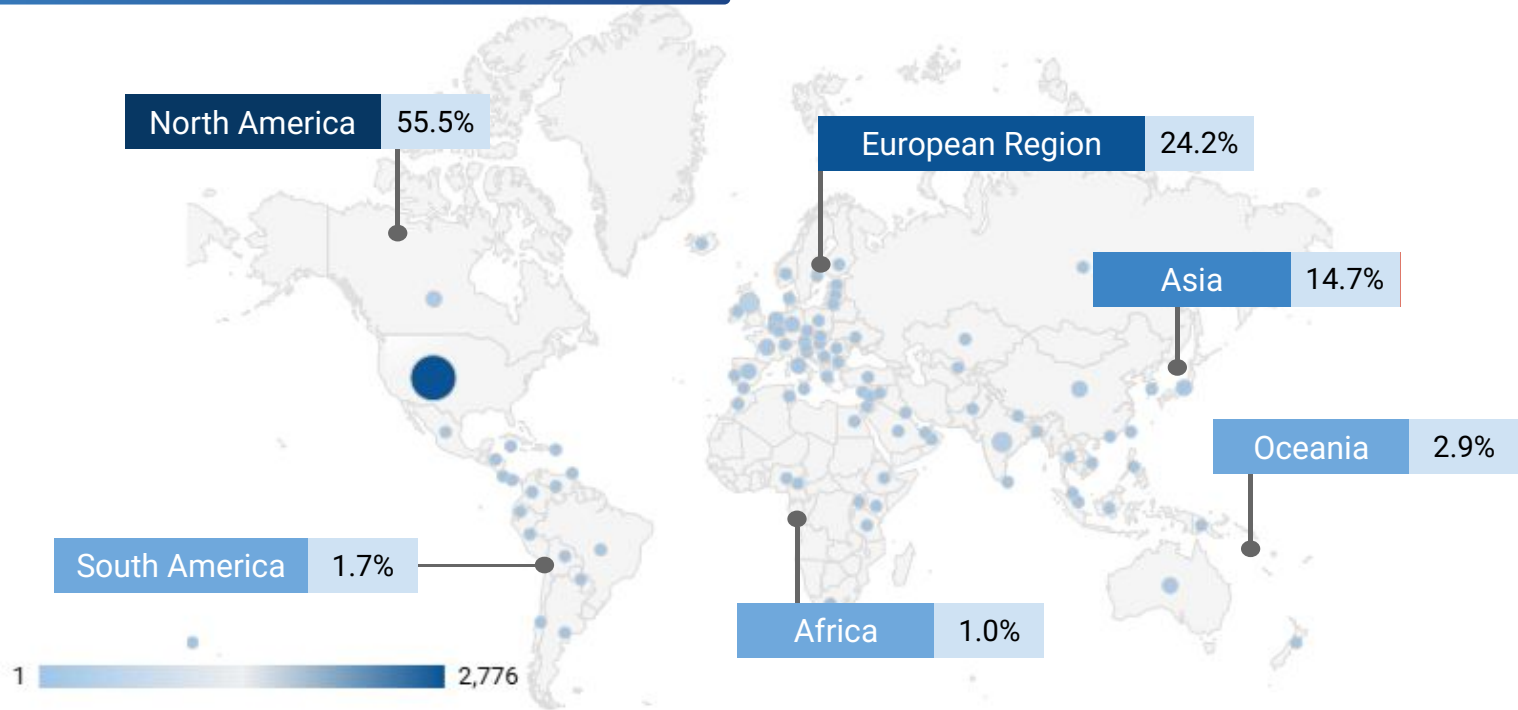 North America 55.5%
European Region 24.2%
Asia 14.7%
Oceania 2.9%
South America 1.7%
Africa 1.0%
1 2,776